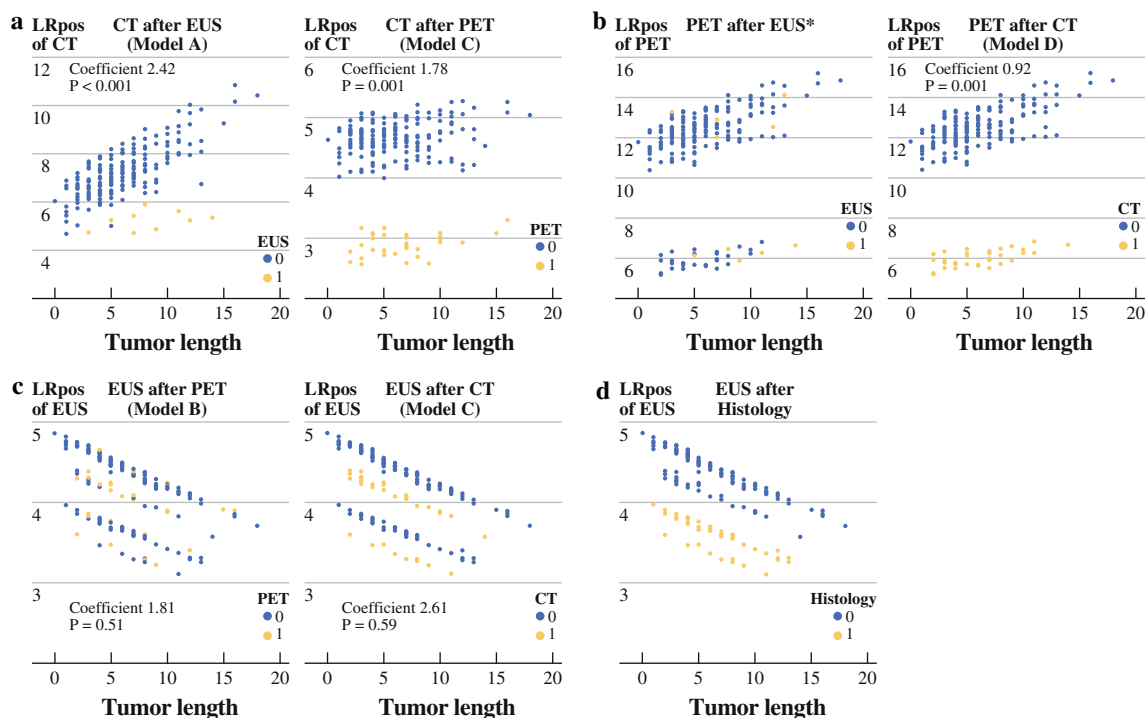 a
LRpos
of CT
CT after EUS
(Model A)
12
10
8
6
4
Coefficient 2.42
P < 0.001
EUS
0
1
0 5 10 15 20
Tumor length
LRpos
of CT
CT after PET
(Model C)
6
5
4
3
Coefficient 1.78
P = 0.001
PET
0
1
0 5 10 15 20
Tumor length
b
LRpos
of PET
PET after EUS*
16
14
12
10
8
6
EUS
0
1
0 5 10 15 20
Tumor length
LRpos
of PET
PET after CT
(Model D)
16
14
12
10
8
6
Coefficient 0.92
P = 0.001
CT
0
1
0 5 10 15 20
Tumor length
c
LRpos
of EUS
EUS after PET
(Model B)
5
4
3
Coefficient 1.81
P = 0.51
PET
0
1
0 5 10 15 20
Tumor length
LRpos
of EUS
EUS after CT
(Model C)
5
4
3
Coefficient 2.61
P = 0.59
CT
0
1
0 5 10 15 20
Tumor length
d
LRpos
of EUS
EUS after
Histology
5
4
3
Histology
0
1
0 5 10 15 20
Tumor length